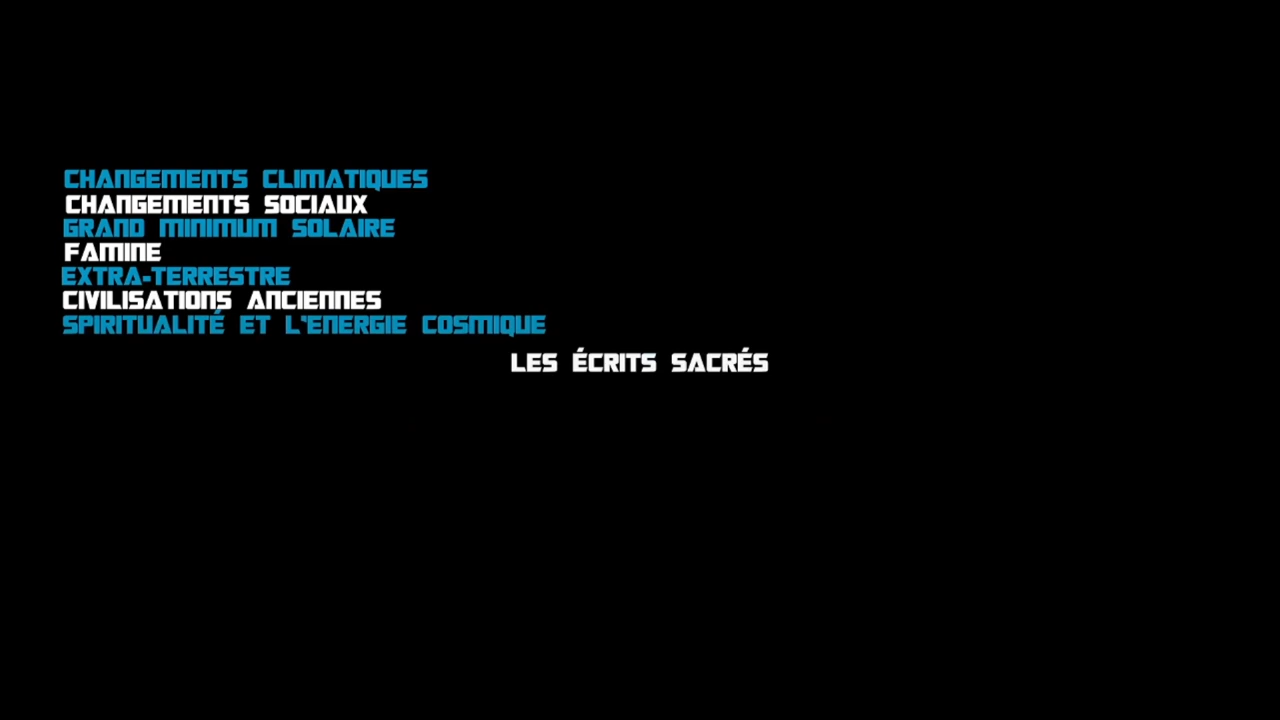 CHANGEMENTS CLIMATIQUES
CHANGEMENTS SOCIAUX
GRAND MINIMUM SOLAIRE
FAMINE
EXTRA-TERRESTRE
CIVILISATIONS ANCIENNES
SPIRITUALITÉ ET L'ENERGIE COSMIQUE
LES ÉCRITS SACRÉS